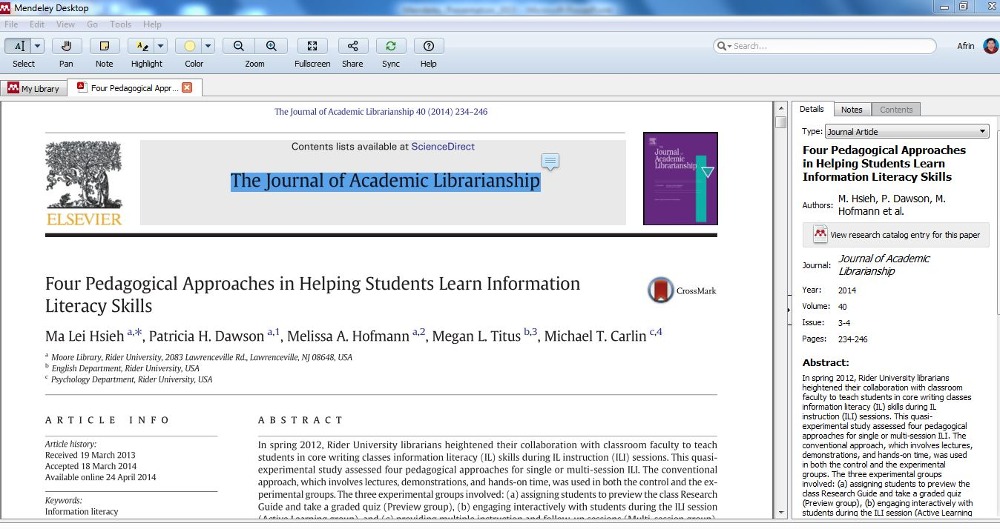 Mendeley Desktop
File Edit View Go Tools Help
Select Pan Note Highlight Color Zoom Fullscreen Share Sync Help
Search...
Afrin
My Library
Four Pedagogical Appr...
The Journal of Academic Librarianship 40 (2014) 234–246
Contents lists available at ScienceDirect
The Journal of Academic Librarianship
ELSEVIER
Journal of
Academic
Librarianship
Four Pedagogical Approaches in Helping Students Learn Information
Literacy Skills
CrossMark
Ma Lei Hsieh a,*, Patricia H. Dawson a,1, Melissa A. Hofmann a,2, Megan L. Titus b,3, Michael T. Carlin c,4
a Moore Library, Rider University, 2083 Lawrenceville Rd., Lawrenceville, NJ 08648, USA
b English Department, Rider University, USA
c Psychology Department, Rider University, USA
ARTICLE INFO
Article history:
Received 19 March 2013
Accepted 18 March 2014
Available online 24 April 2014
Keywords:
Information literacy
ABSTRACT
In spring 2012, Rider University librarians heightened their collaboration with classroom faculty to teach
students in core writing classes information literacy (IL) skills during IL instruction (ILI) sessions. This quasi-
experimental study assessed four pedagogical approaches for single or multi-session ILI. The conventional
approach, which involves lectures, demonstrations, and hands-on time, was used in both the control and the ex-
perimental groups. The three experimental groups involved: (a) assigning students to preview the class Research
Guide and take a graded quiz (Preview group), (b) engaging interactively with students during the ILI session
(Active Learning group), and (c) providing multiple instruction and follow-up sessions (Multi-session group).
Details
Notes
Contents
Type: Journal Article
Four Pedagogical Approaches
in Helping Students Learn
Information Literacy Skills
Authors: M. Hsieh, P. Dawson, M.
Hofmann et al.
View research catalog entry for this paper
Journal: Journal of Academic
Librarianship
Year: 2014
Volume: 40
Issue: 3-4
Pages: 234-246
Abstract:
In spring 2012, Rider University librarians
heightened their collaboration with classroom
faculty to teach students in core writing classes
information literacy (IL) skills during IL
instruction (ILI) sessions. This quasi-
experimental study assessed four pedagogical
approaches for single or multi-session ILI. The
conventional approach, which involves lectures,
demonstrations, and hands-on time, was used
in both the control and the experimental
groups. The three experimental groups
involved: (a) assigning students to preview the
class Research Guide and take a graded quiz
(Preview group), (b) engaging interactively with
students during the ILI session (Active Learning